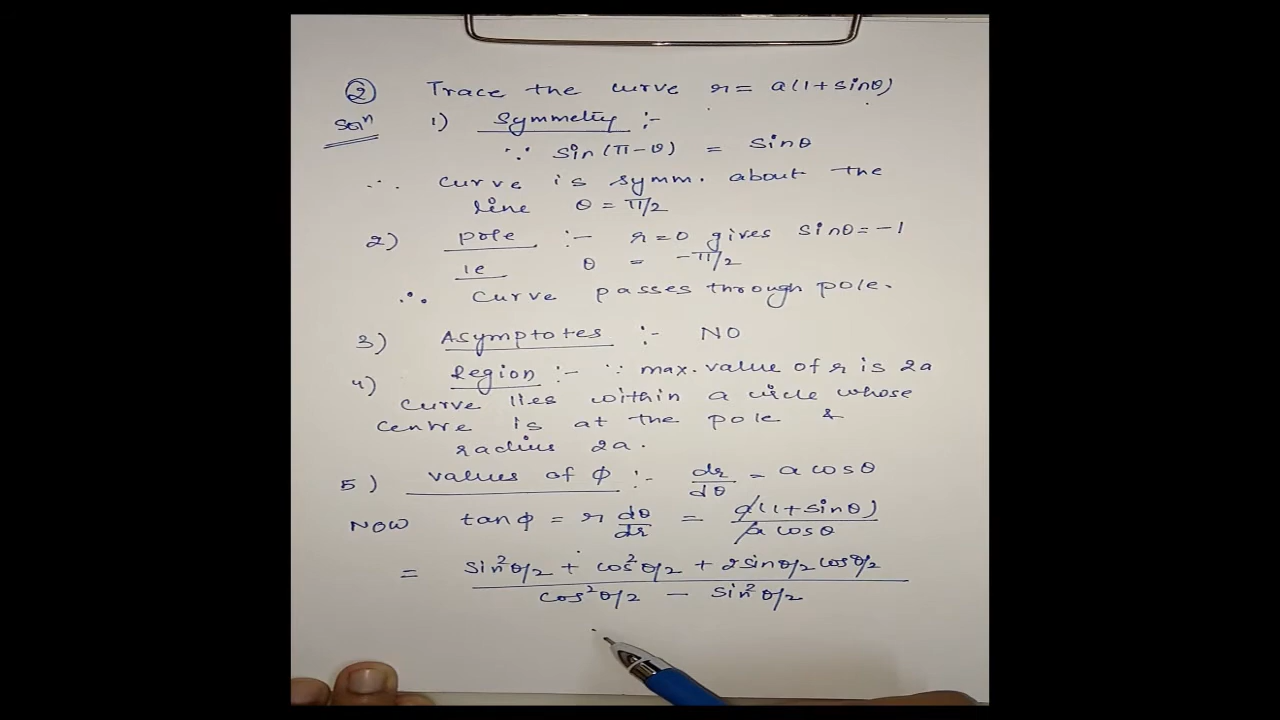 ② Trace the curve r = a(1+sinθ)
Solⁿ 1) Symmetry :-
∵ sin(π-θ) = sinθ
∴ curve is symm. about the
line θ = π/2
2) pole :- r=0 gives sinθ=-1
ie θ = -π/2
∴ curve passes through pole.
3) Asymptotes :- NO
4) Region :- ∵ max. value of r is 2a
curve lies within a circle whose
centre is at the pole &
radius 2a.
5) values of ϕ :- dr/dθ = a cosθ
NOW tanϕ = r dθ/dr = a(1+sinθ)/a cosθ
= sin²θ/2 + cos²θ/2 + 2sinθ/2 cosθ/2 / cos²θ/2 - sin²θ/2